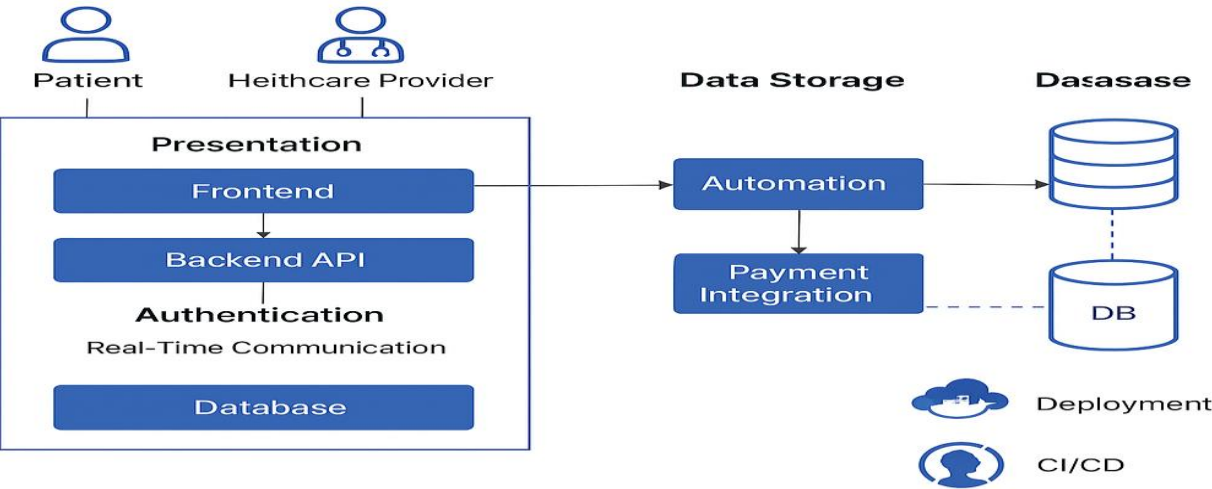 Patient
Heithcare Provider
Data Storage
Dasasase
Presentation
Frontend
Backend API
Authentication
Real-Time Communication
Database
Automation
Payment
Integration
DB
Deployment
CI/CD